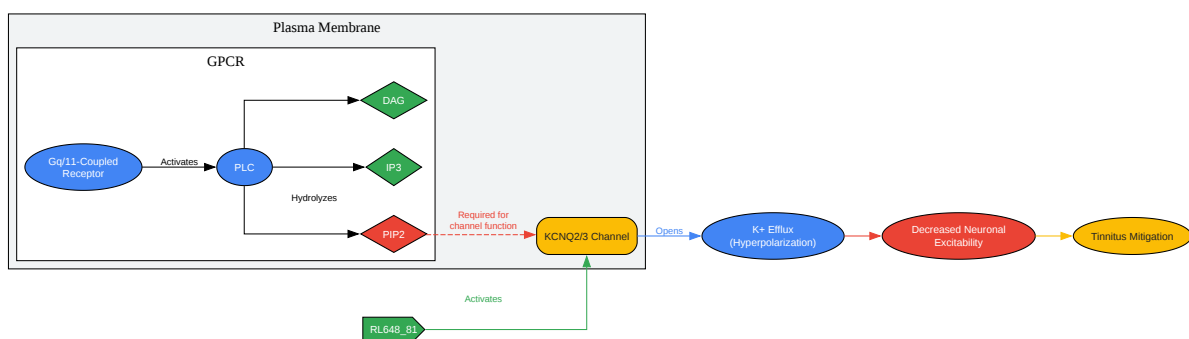 Plasma Membrane
GPCR
DAG
Gq/11-Coupled
Receptor
Activates
PLC
IP3
Hydrolyzes
PIP2
Required for
channel function
KCNQ2/3 Channel
Opens
K+ Efflux
(Hyperpolarization)
Decreased Neuronal
Excitability
Tinnitus Mitigation
Activates
RL648_81